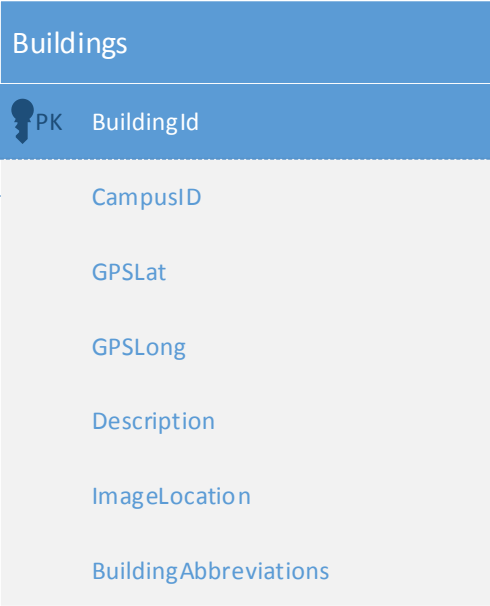 Buildings
PK BuildingId
CampusID
GPSLat
GPSLong
Description
ImageLocation
BuildingAbbreviations